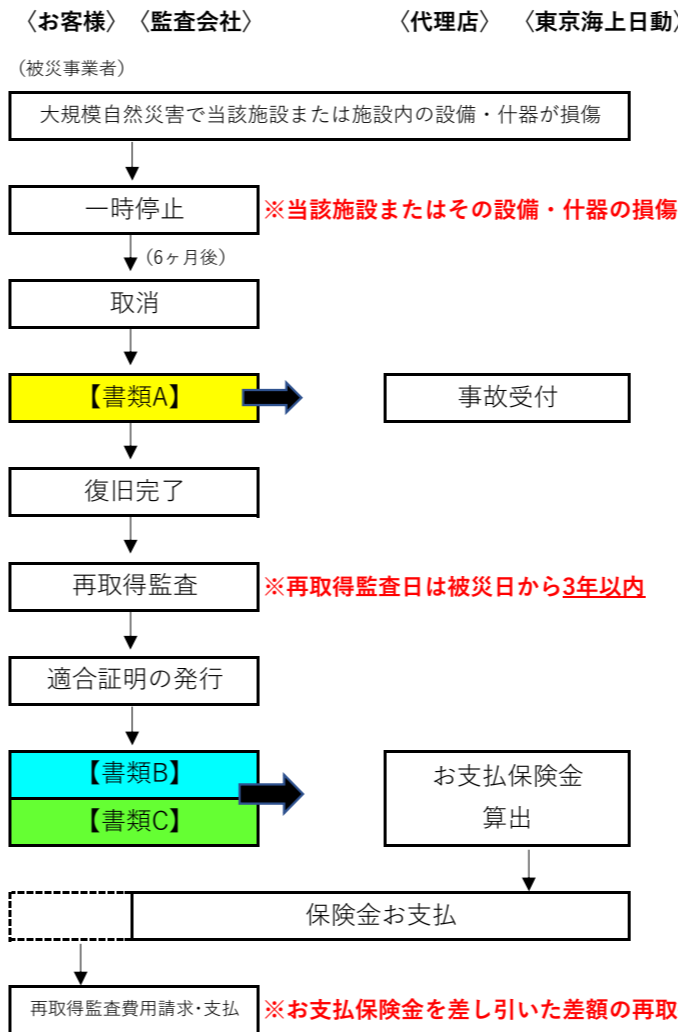 〈お客様〉〈監査会社〉 〈代理店〉 〈東京海上日動〉
(被災事業者)
大規模自然災害で当該施設または施設内の設備・什器が損傷
一時停止 ※当該施設またはその設備・什器の損傷
(6ヶ月後)
取消
【書類A】 事故受付
復旧完了
再取得監査 ※再取得監査日は被災日から3年以内
適合証明の発行
【書類B】
【書類C】
お支払保険金
算出
保険金お支払
再取得監査費用請求・支払 ※お支払保険金を差し引いた差額の再取